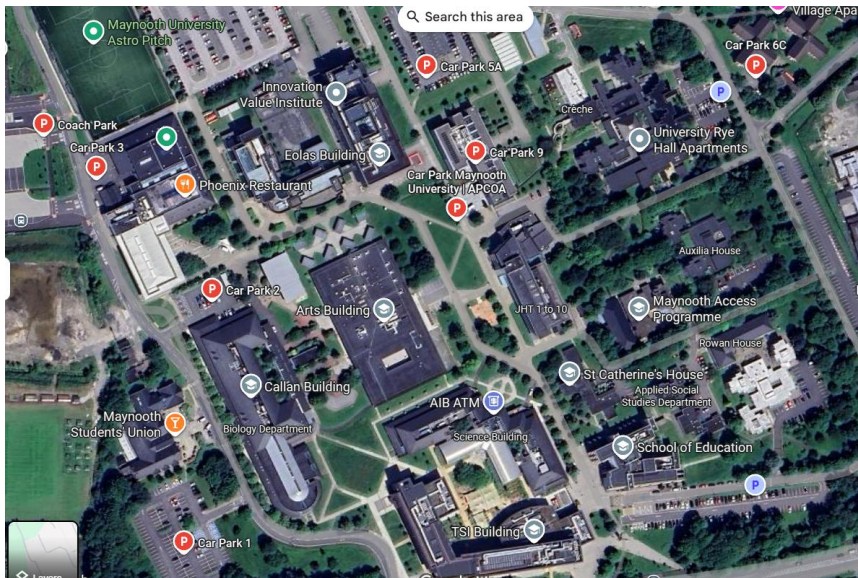 Search this area
Village Apa
Maynooth University
Astro Pitch
Car Park 6C
Car Park 5A
P
Innovation
Value Institute
Creche
P
Coach Park
University Rye
Hall Apartments
Car Park 3
P
Eolas Building
P
Car Park 9
Phoenix Restaurant
Car Park Maynooth
University | APCOA
P
Auxilia House
P
Car Park 2
Arts Building
JHT 1 to 10
Maynooth Access
Programme
Rowan House
St Catherine's House
Callan Building
Applied Social
Studies Department
AIB ATM
Maynooth
Students' Union
Biology Department
Science Building
School of Education
P
TSI Building
P
Car Park 1
Layers